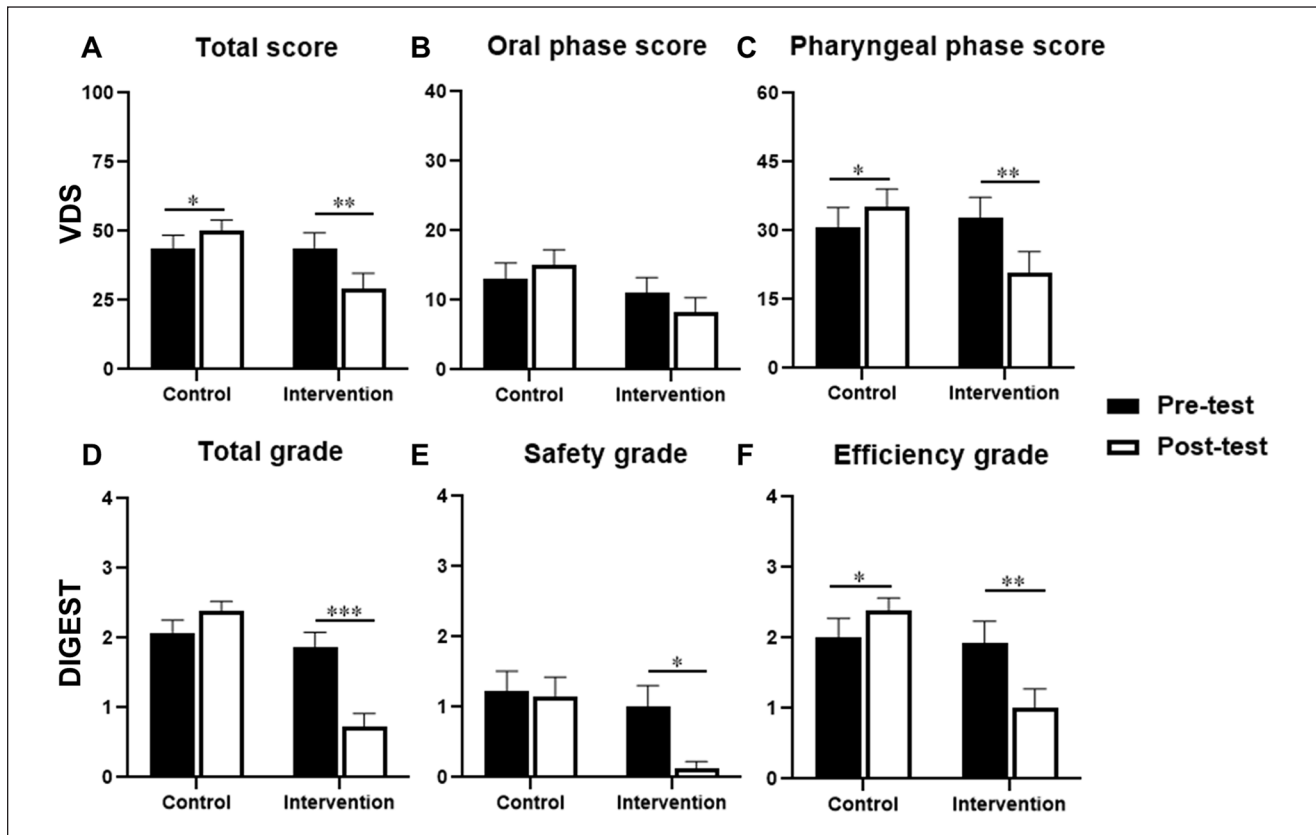 A Total score
B Oral phase score
C Pharyngeal phase score
VDS
100
75
50
25
0
* **
Control Intervention
40
30
20
10
0
Control Intervention
60
45
30
15
0
* **
Control Intervention
Pre-test
Post-test
D Total grade
E Safety grade
F Efficiency grade
DIGEST
4
3
2
1
0
***
Control Intervention
4
3
2
1
0
*
Control Intervention
4
3
2
1
0
* **
Control Intervention